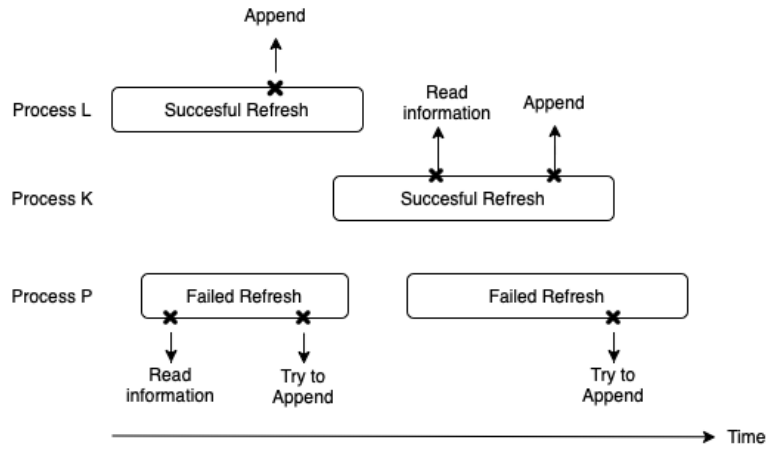 Append
Process L
Succesful Refresh
Read
information
Append
Process K
Succesful Refresh
Process P
Failed Refresh
Failed Refresh
Read
information
Try to
Append
Try to
Append
Time